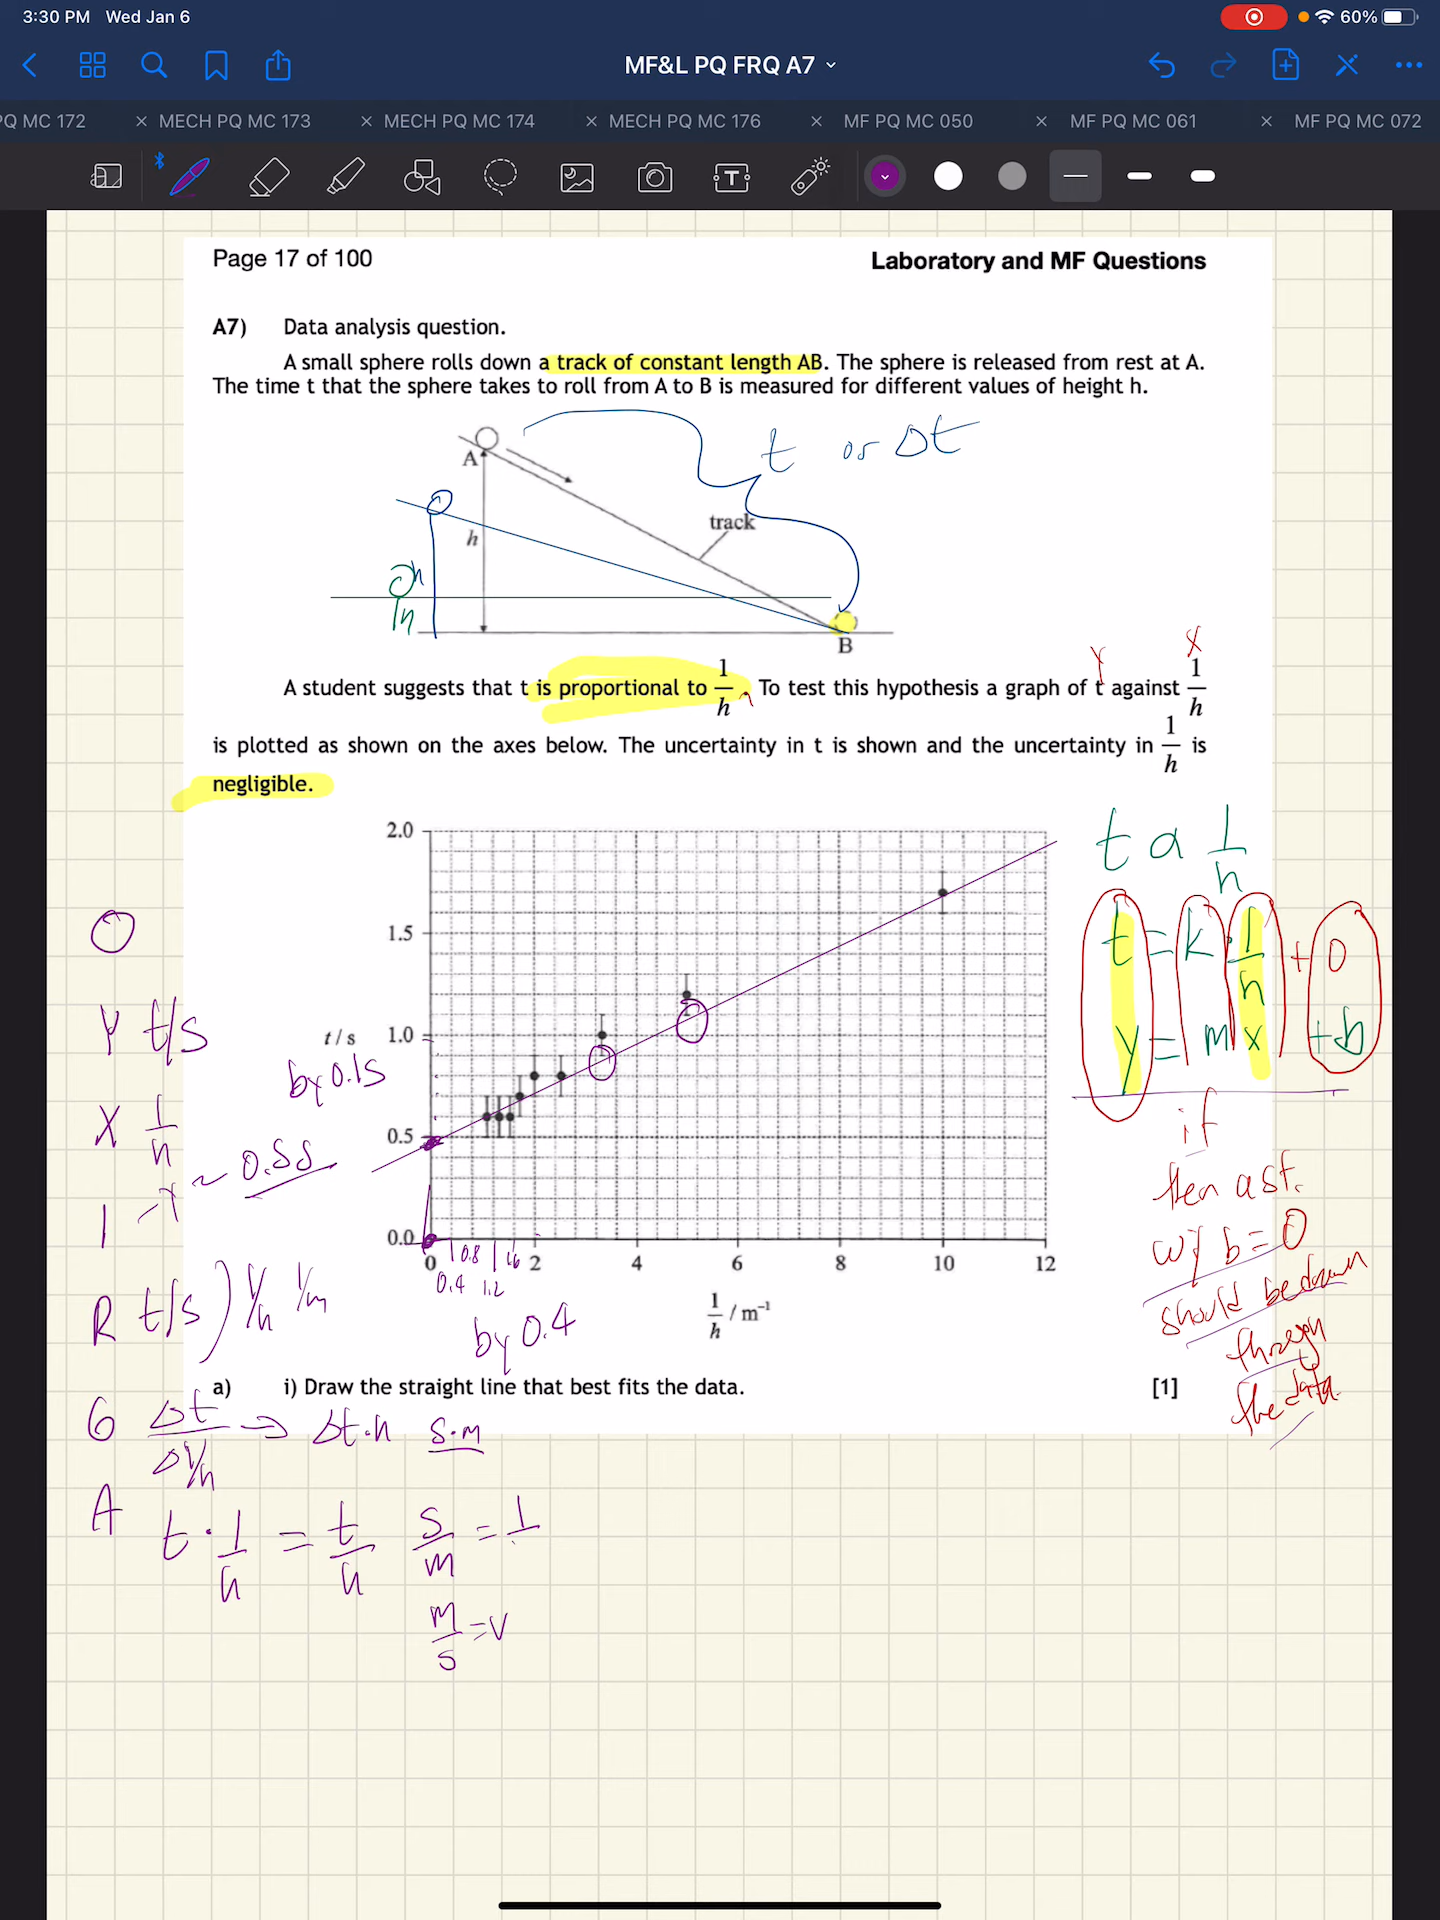 3:30 PM Wed Jan 6
60%
MF&L PQ FRQ A7
PQ MC 172 × MECH PQ MC 173 × MECH PQ MC 174 × MECH PQ MC 176 × MF PQ MC 050 × MF PQ MC 061 × MF PQ MC 072
Page 17 of 100 Laboratory and MF Questions
A7) Data analysis question.
A small sphere rolls down a track of constant length AB. The sphere is released from rest at A.
The time t that the sphere takes to roll from A to B is measured for different values of height h.
t or Δt
A
track
h
h
h
B
y x
A student suggests that t is proportional to 1/h. To test this hypothesis a graph of t against 1/h
is plotted as shown on the axes below. The uncertainty in t is shown and the uncertainty in 1/h is
negligible.
2.0
1.5
t / s 1.0
0.5
0.0
0 2 4 6 8 10 12
1/h / m⁻¹
0.8 1.6
0.4 1.2
by 0.4
by 0.1s
~ 0.5s
t α 1/h
t = k · 1/h + 0
y = m x + b
if
then a st.
w/ b = 0
should be drawn
through
the data.
O
Y t/s
X 1/h
I
R t/s 1/h 1/m
G Δt/Δ1/h → Δt·h s·m
A t · 1/h = t/h s/m = 1
m/s = v
a) i) Draw the straight line that best fits the data. [1]